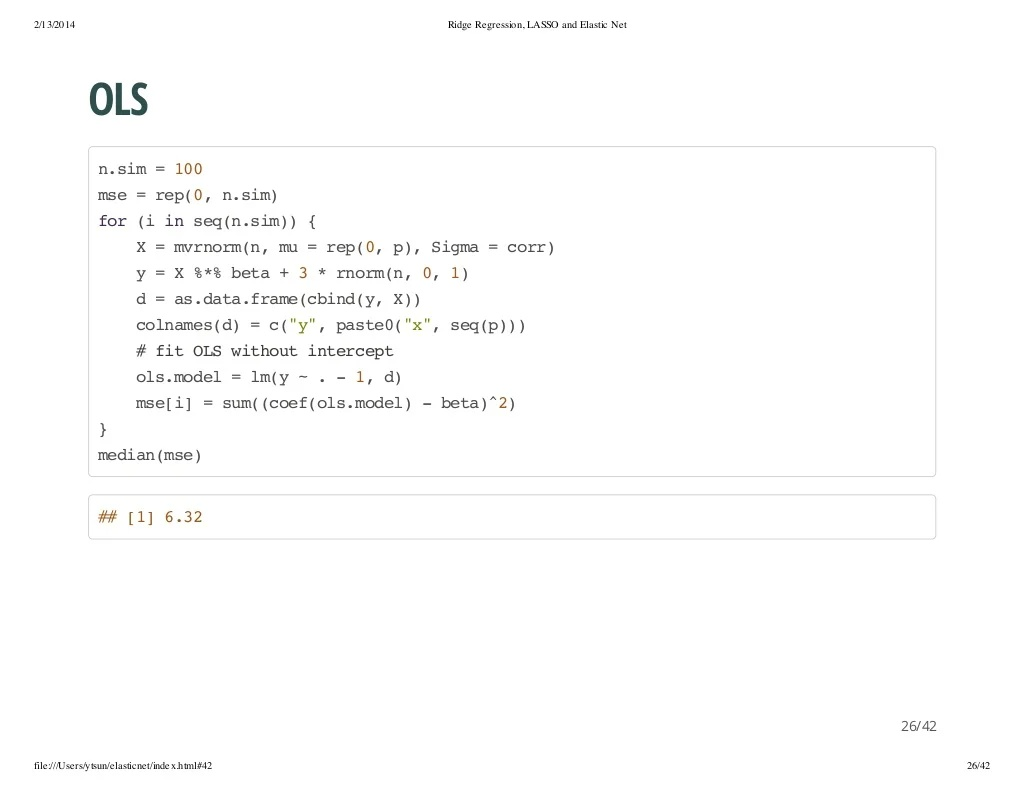 2/13/2014
Ridge Regression, LASSO and Elastic Net
OLS
n.sim = 100
mse = rep(0, n.sim)
for (i in seq(n.sim)) {
    X = mvrnorm(n, mu = rep(0, p), Sigma = corr)
    y = X %*% beta + 3 * rnorm(n, 0, 1)
    d = as.data.frame(cbind(y, X))
    colnames(d) = c("y", paste0("x", seq(p)))
    # fit OLS without intercept
    ols.model = lm(y ~ . - 1, d)
    mse[i] = sum((coef(ols.model) - beta)^2)
}
median(mse)
## [1] 6.32
26/42
file:///Users/ytsun/elasticnet/index.html#42
26/42